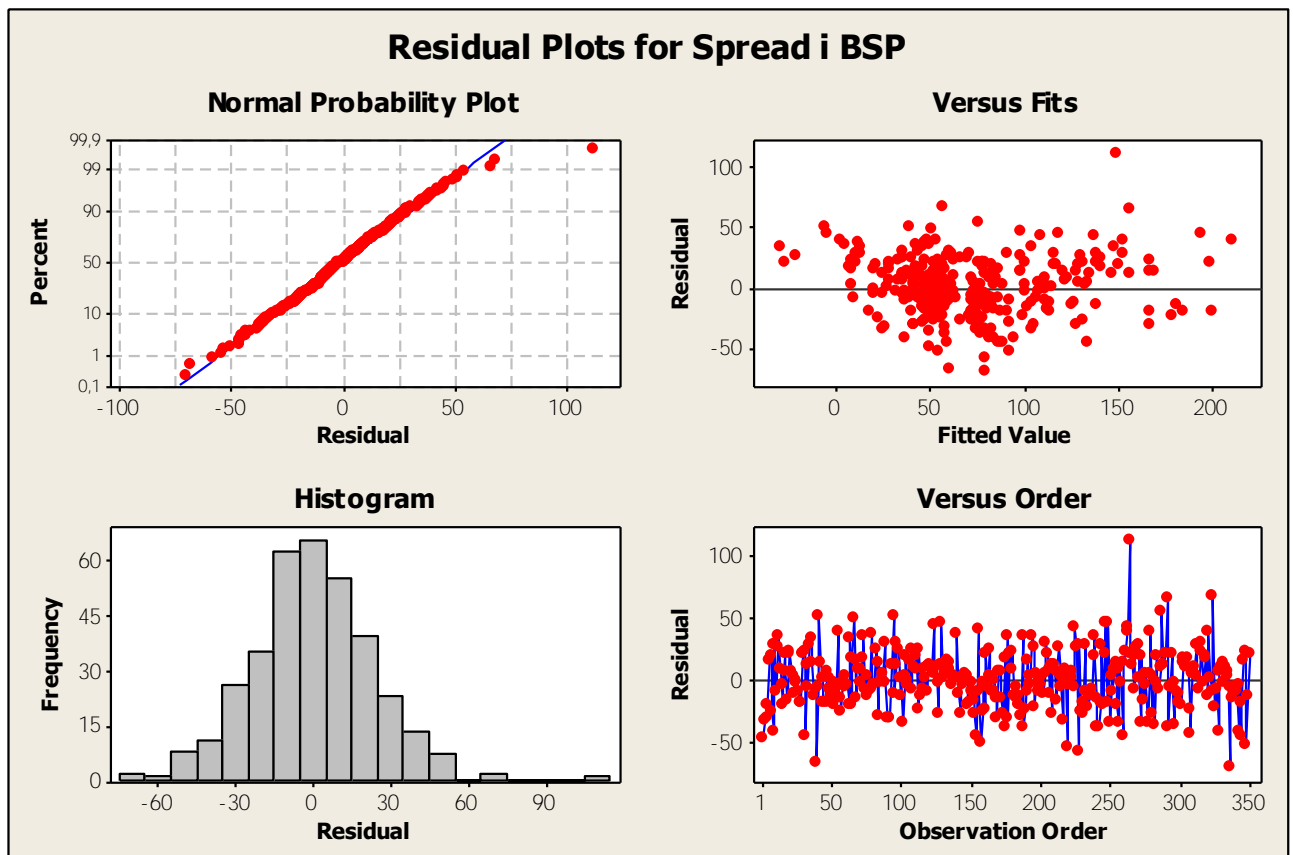 Residual Plots for Spread i BSP
Normal Probability Plot
99,9
99
90
50
10
1
0,1
Percent
-100 -50 0 50 100
Residual
Versus Fits
100
50
0
-50
Residual
0 50 100 150 200
Fitted Value
Histogram
60
45
30
15
0
Frequency
-60 -30 0 30 60 90
Residual
Versus Order
100
50
0
-50
Residual
1 50 100 150 200 250 300 350
Observation Order